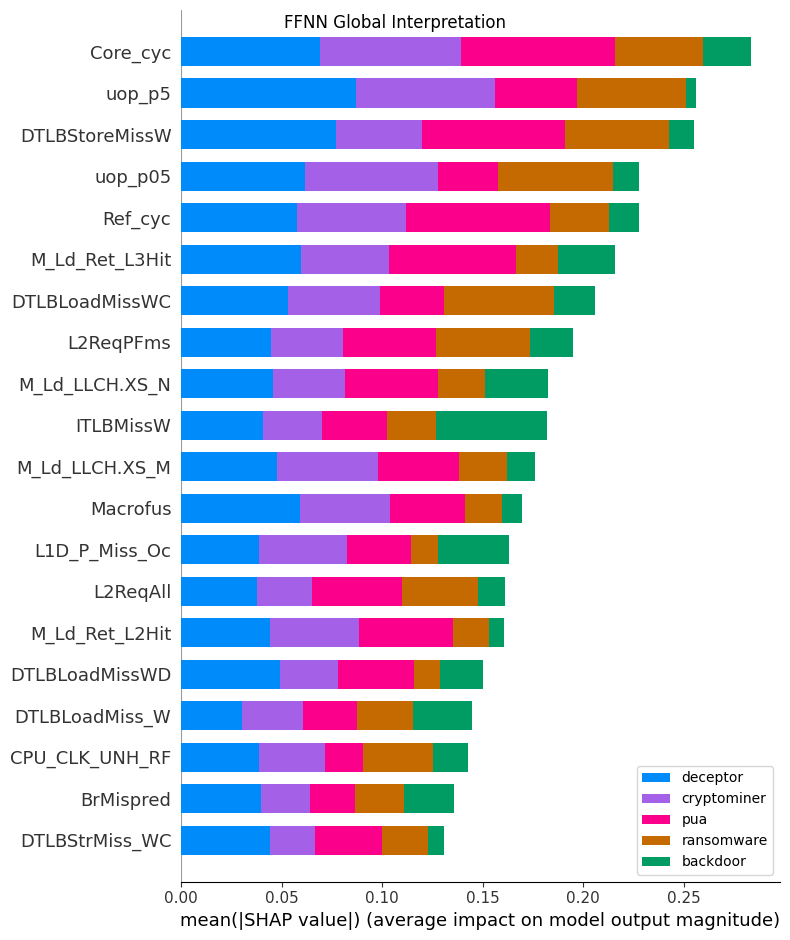 FFNN Global Interpretation
Core_cyc
uop_p5
DTLBStoreMissW
uop_p05
Ref_cyc
M_Ld_Ret_L3Hit
DTLBLoadMissWC
L2ReqPFms
M_Ld_LLCH.XS_N
ITLBMissW
M_Ld_LLCH.XS_M
Macrofus
L1D_P_Miss_Oc
L2ReqAll
M_Ld_Ret_L2Hit
DTLBLoadMissWD
DTLBLoadMiss_W
CPU_CLK_UNH_RF
BrMispred
DTLBStrMiss_WC
deceptor
cryptominer
pua
ransomware
backdoor
0.00 0.05 0.10 0.15 0.20 0.25
mean(|SHAP value|) (average impact on model output magnitude)